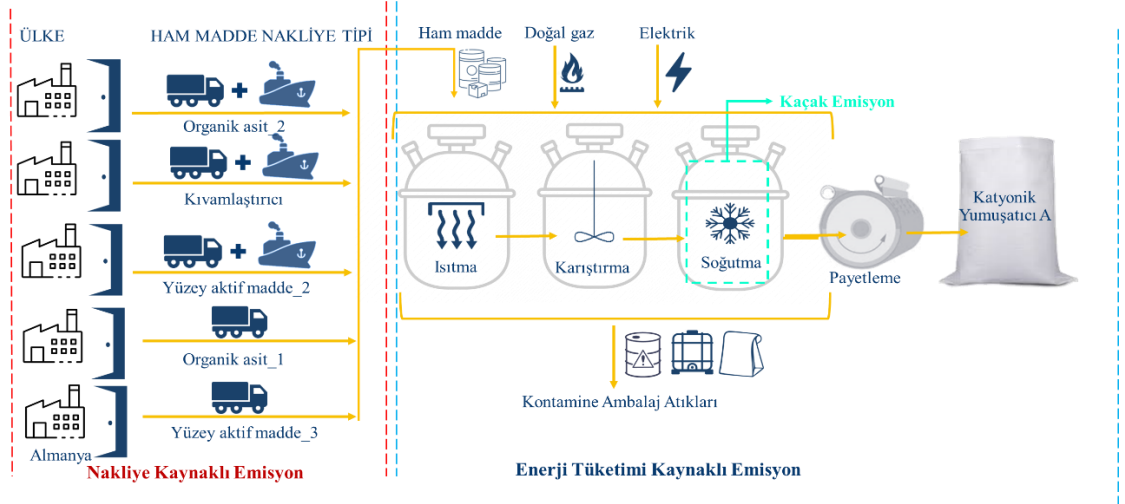 ÜLKE
HAM MADDE NAKLİYE TİPİ
Organik asit_2
Kıvamlaştırıcı
Yüzey aktif madde_2
Organik asit_1
Yüzey aktif madde_3
Almanya
Nakliye Kaynaklı Emisyon
Ham madde
Doğal gaz
Elektrik
Kaçak Emisyon
Isıtma
Karıştırma
Soğutma
Payetleme
Katyonik
Yumuşatıcı A
Kontamine Ambalaj Atıkları
Enerji Tüketimi Kaynaklı Emisyon